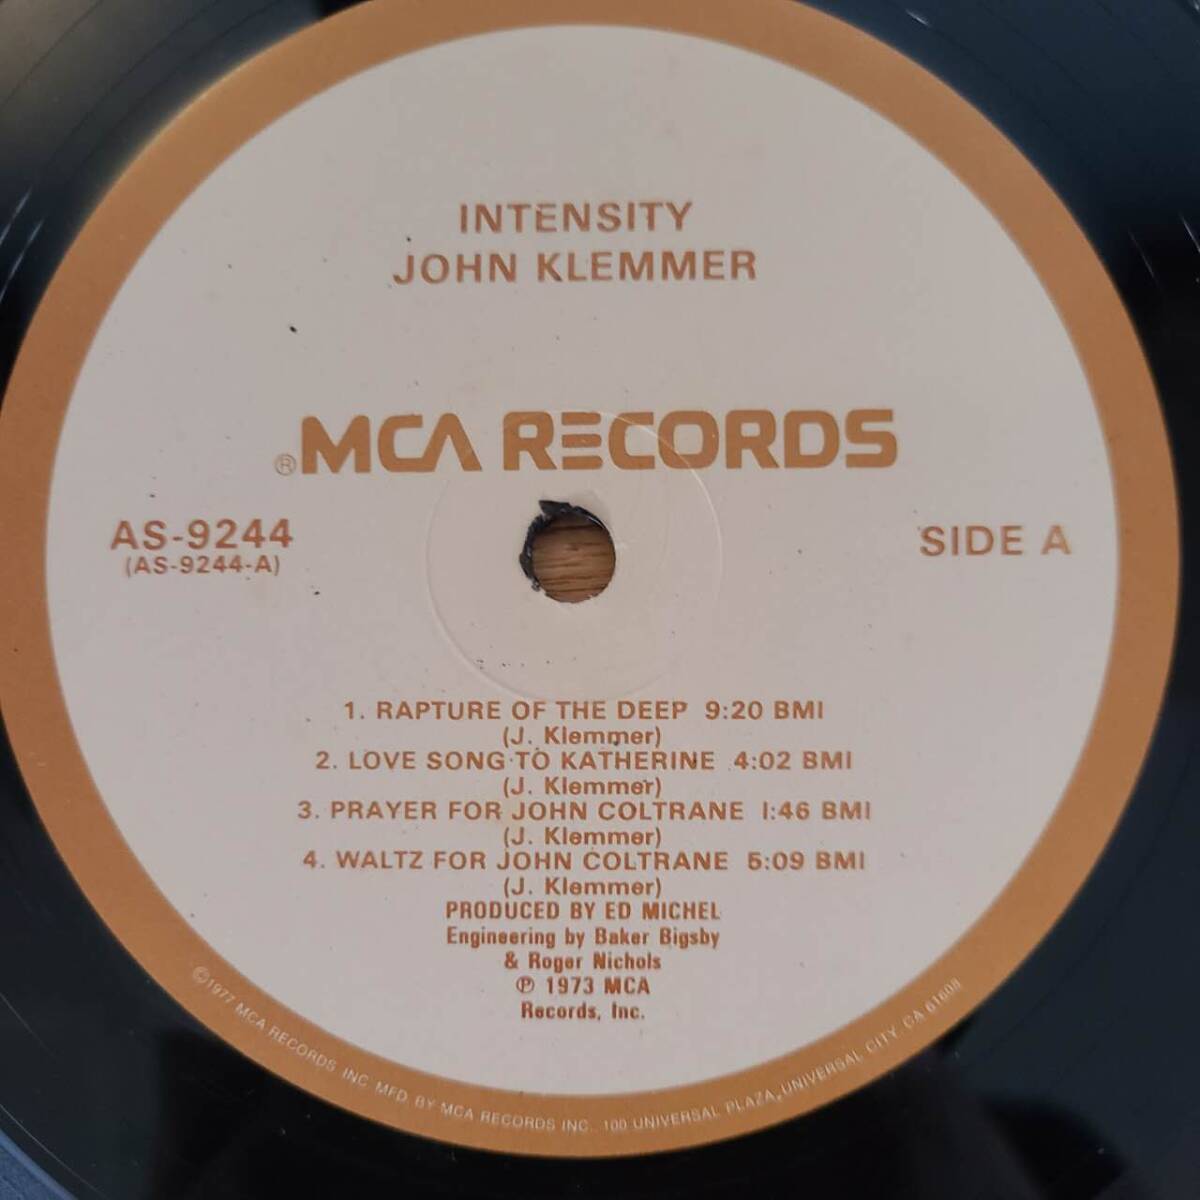 INTENSITY
JOHN KLEMMER
®MCA RECORDS
AS-9244
(AS-9244-A)
SIDE A
1. RAPTURE OF THE DEEP 9:20 BMI
(J. Klemmer)
2. LOVE SONG TO KATHERINE 4:02 BMI
(J. Klemmer)
3. PRAYER FOR JOHN COLTRANE 1:46 BMI
(J. Klemmer)
4. WALTZ FOR JOHN COLTRANE 5:09 BMI
(J. Klemmer)
PRODUCED BY ED MICHEL
Engineering by Baker Bigsby
& Roger Nichols
℗ 1973 MCA
Records, Inc.
©1977 MCA RECORDS INC MFD. BY MCA RECORDS INC., 100 UNIVERSAL PLAZA, UNIVERSAL CITY, CA 61608